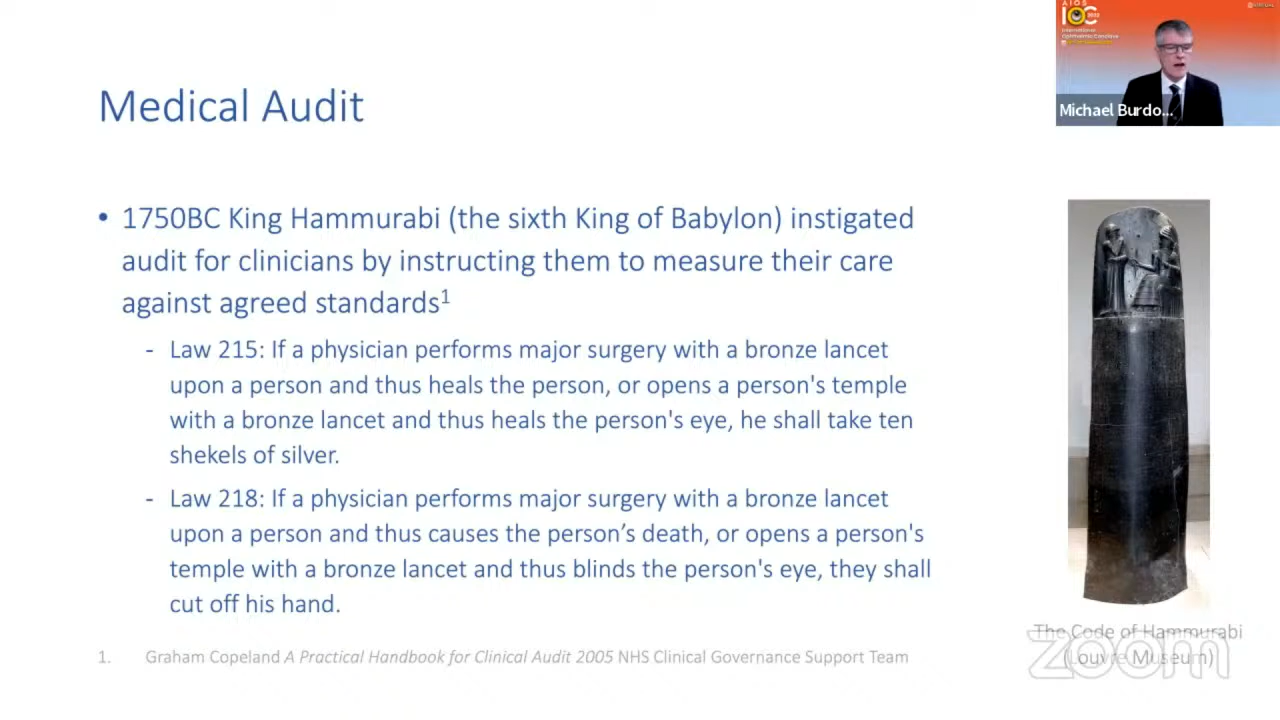 AIOS
IOC
Michael Burdo...
Medical Audit
• 1750BC King Hammurabi (the sixth King of Babylon) instigated
audit for clinicians by instructing them to measure their care
against agreed standards1
- Law 215: If a physician performs major surgery with a bronze lancet
upon a person and thus heals the person, or opens a person's temple
with a bronze lancet and thus heals the person's eye, he shall take ten
shekels of silver.
- Law 218: If a physician performs major surgery with a bronze lancet
upon a person and thus causes the person’s death, or opens a person's
temple with a bronze lancet and thus blinds the person's eye, they shall
cut off his hand.
The Code of Hammurabi
(Louvre Museum)
zoom
1. Graham Copeland A Practical Handbook for Clinical Audit 2005 NHS Clinical Governance Support Team